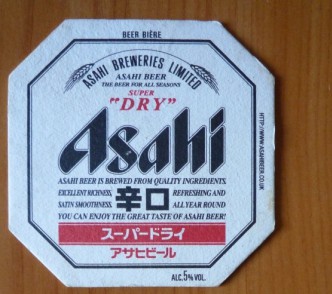 BEER BIÈRE
ASAHI BREWERIES LIMITED
ASAHI BEER
THE BEER FOR ALL SEASONS
SUPER
"DRY"
Asahi
ASAHI BEER IS BREWED FROM QUALITY INGREDIENTS.
EXCELLENT RICHNESS, 辛口 REFRESHING AND
SATIN SMOOTHNESS. ALL YEAR ROUND
YOU CAN ENJOY THE GREAT TASTE OF ASAHI BEER!
スーパードライ
アサヒビール
ALC.5%VOL.
HTTP://WWW.ASAHIBEER.CO.UK